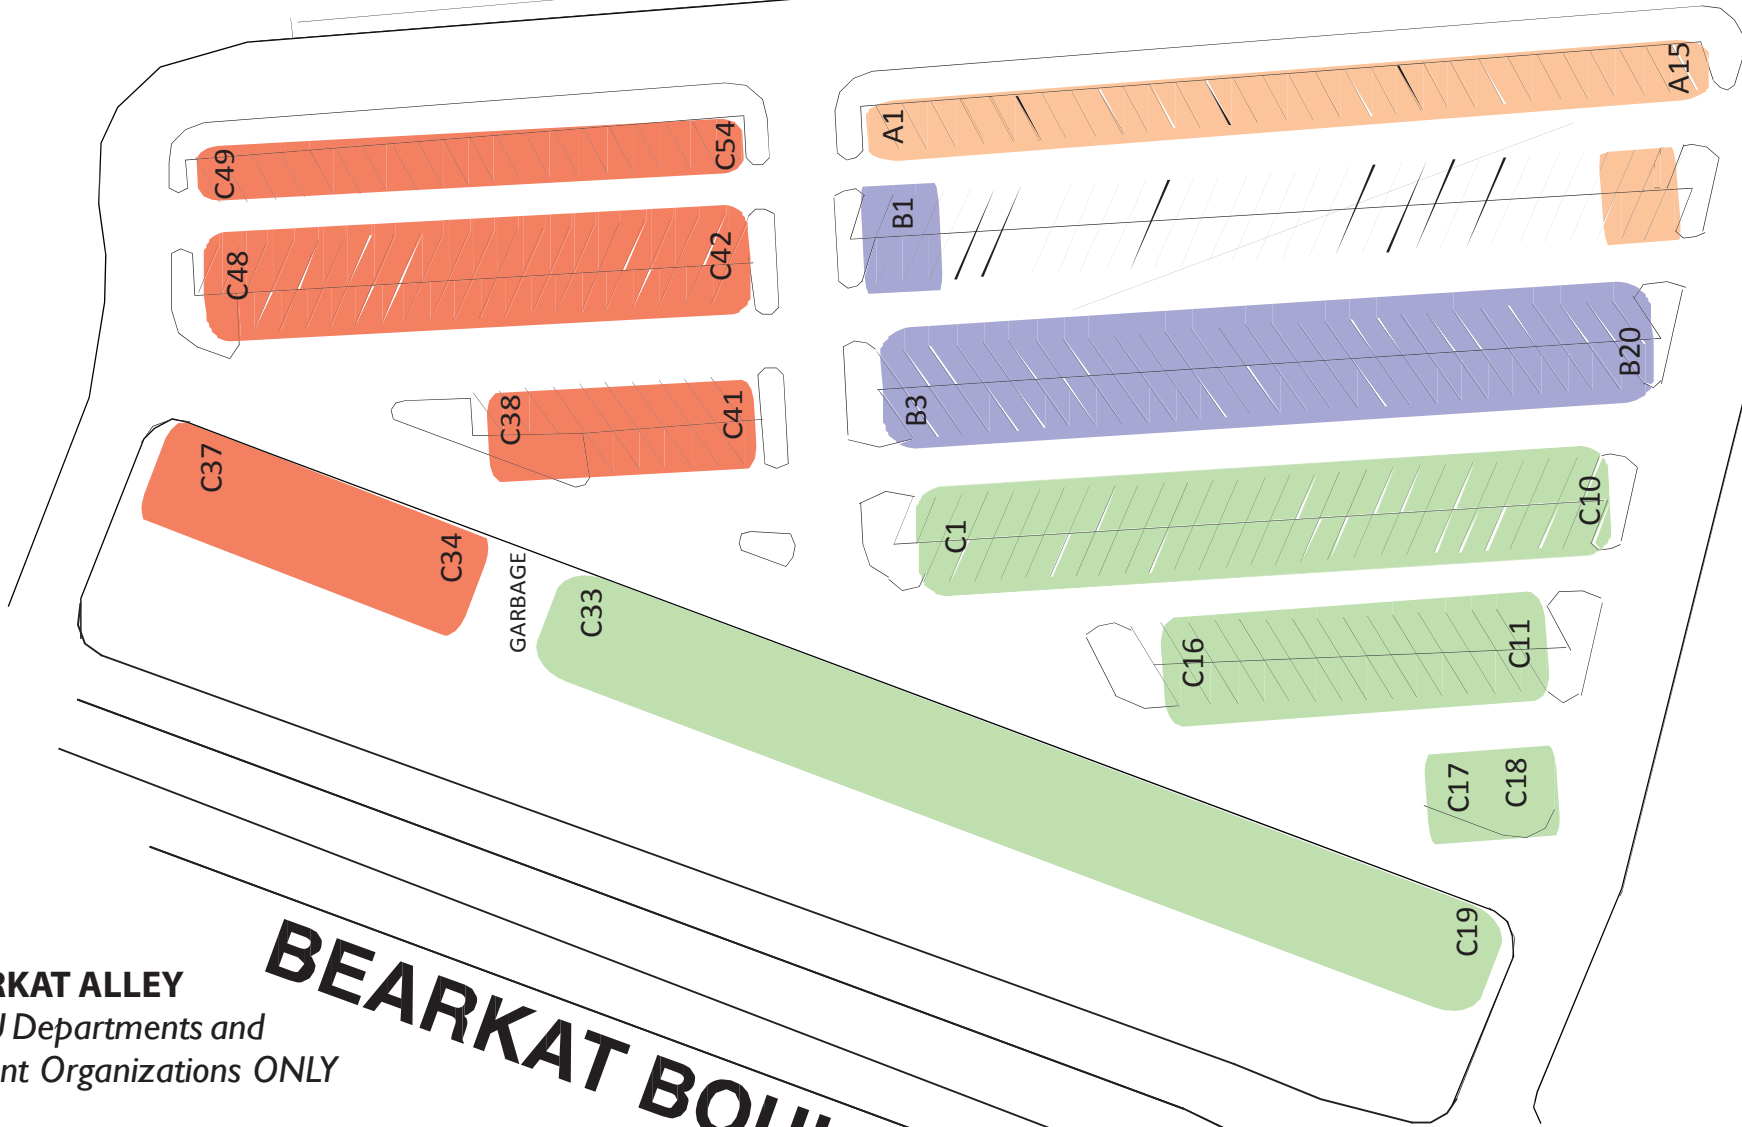 A15
A1
C54
C49
B1
C42
C48
B20
B3
C41
C38
C37
C10
C1
C34
GARBAGE
C33
C11
C16
C17
C18
C19
RKAT ALLEY
Departments and
nt Organizations ONLY
BEARKAT